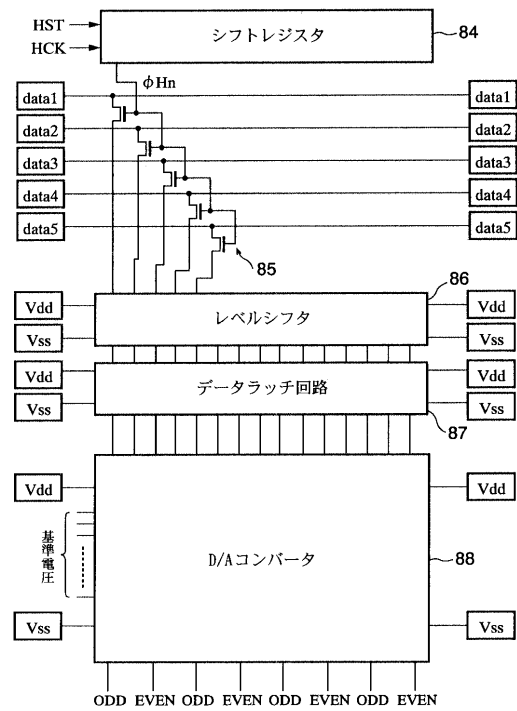 HST
HCK
シフトレジスタ
84
φHn
data1
data1
data2
data2
data3
data3
data4
data4
data5
data5
85
86
Vdd
レベルシフタ
Vdd
Vss
Vss
Vdd
データラッチ回路
Vdd
Vss
Vss
87
Vdd
Vdd
基準電圧
D/Aコンバータ
88
Vss
Vss
ODD EVEN ODD EVEN ODD EVEN ODD EVEN